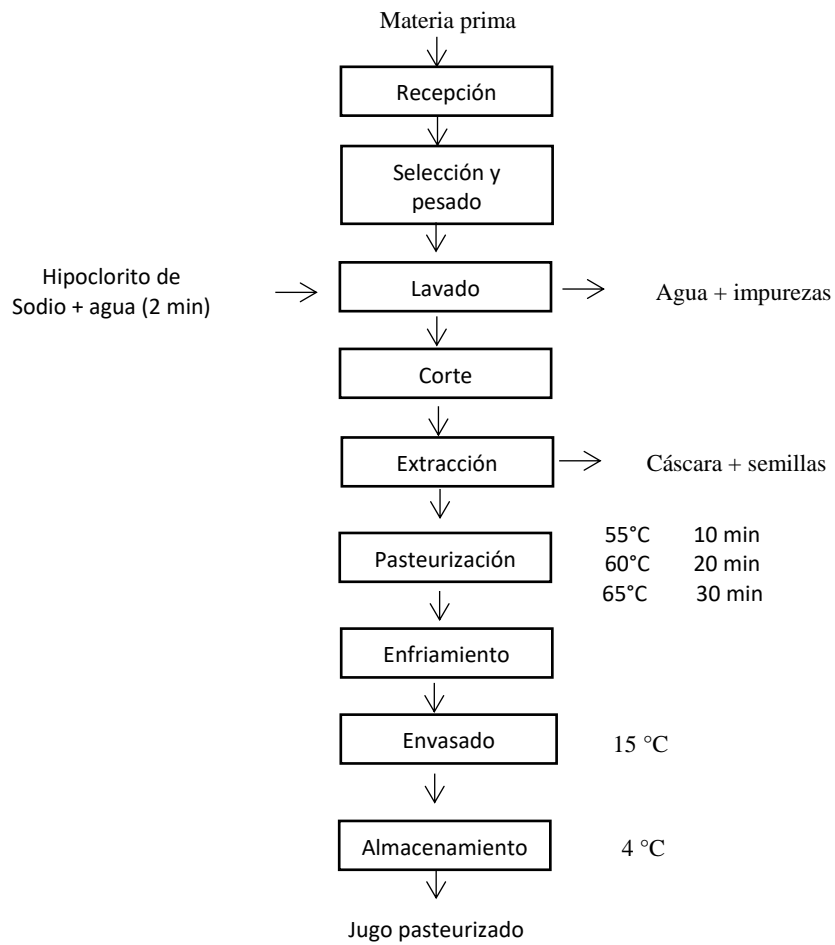 Materia prima
Recepción
Selección y
pesado
Hipoclorito de
Sodio + agua (2 min)
Lavado
Agua + impurezas
Corte
Extracción
Cáscara + semillas
Pasteurización
55°C 10 min
60°C 20 min
65°C 30 min
Enfriamiento
Envasado
15 °C
Almacenamiento
4 °C
Jugo pasteurizado